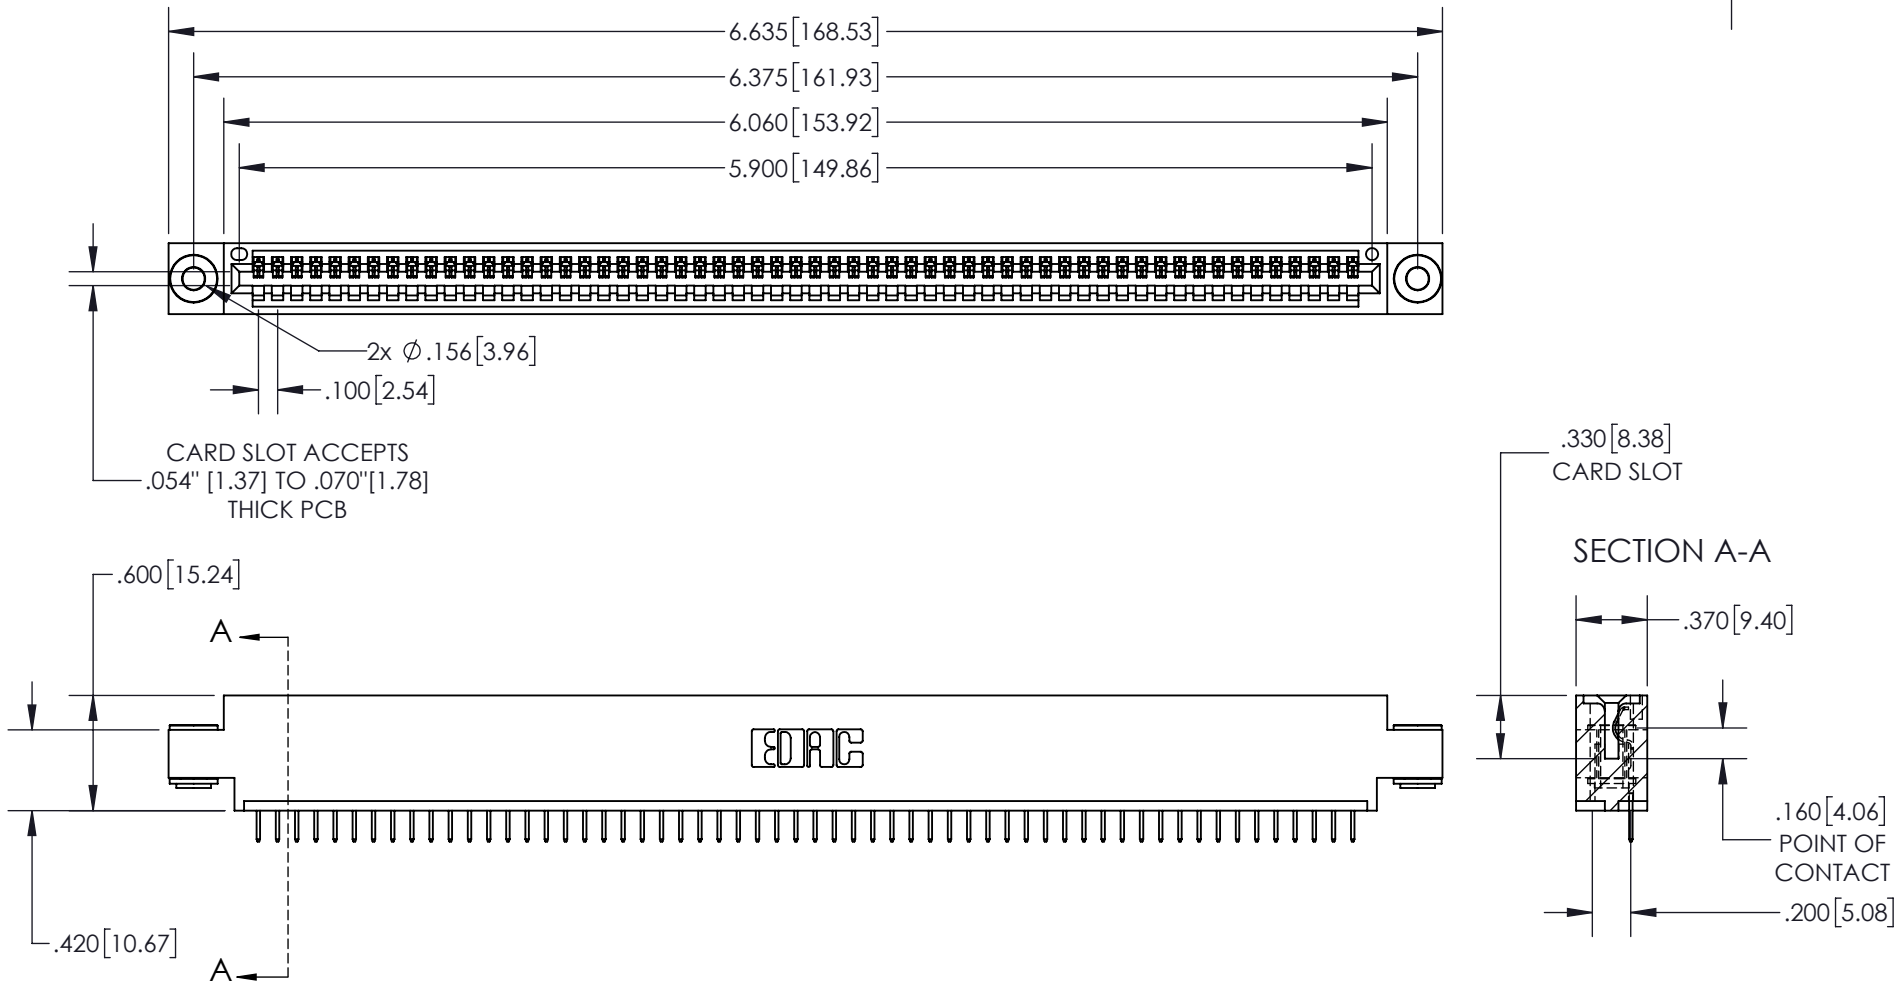 6.635[168.53]
6.375[161.93]
6.060[153.92]
5.900[149.86]
2x Ø.156[3.96]
.100[2.54]
CARD SLOT ACCEPTS
.054" [1.37] TO .070"[1.78]
THICK PCB
.330[8.38]
CARD SLOT
SECTION A-A
.600[15.24]
A
.370[9.40]
EDAC
.160[4.06]
POINT OF
CONTACT
.200[5.08]
.420[10.67]
A